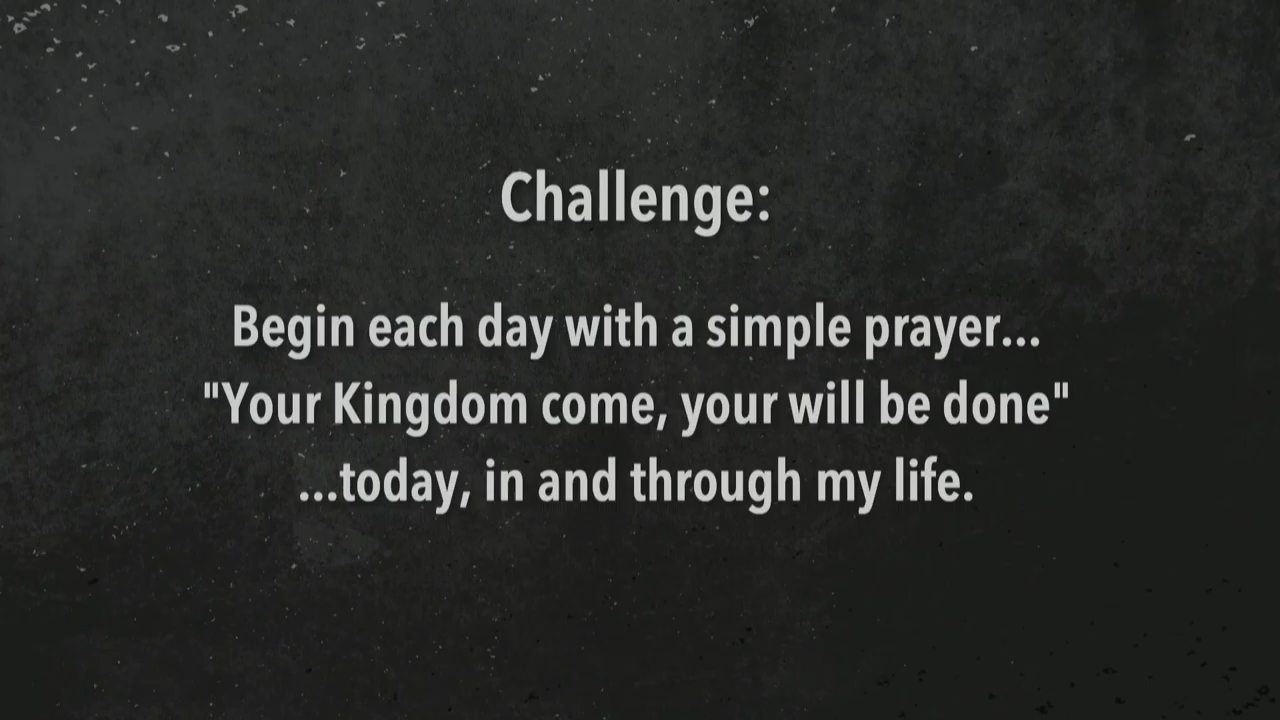 Challenge:
Begin each day with a simple prayer...
"Your Kingdom come, your will be done"
...today, in and through my life.